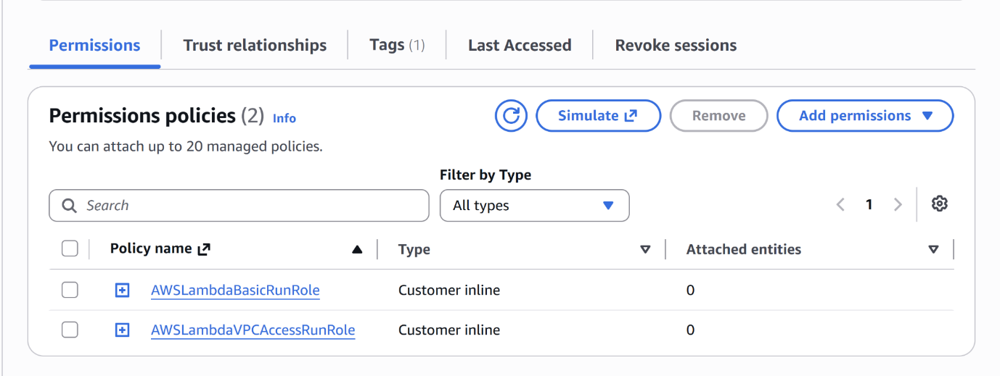 Permissions
Trust relationships
Tags (1)
Last Accessed
Revoke sessions
Permissions policies (2) Info
Simulate
Remove
Add permissions
You can attach up to 20 managed policies.
Filter by Type
Search
All types
1
Policy name
Type
Attached entities
AWSLambdaBasicRunRole Customer inline 0
AWSLambdaVPCAccessRunRole Customer inline 0